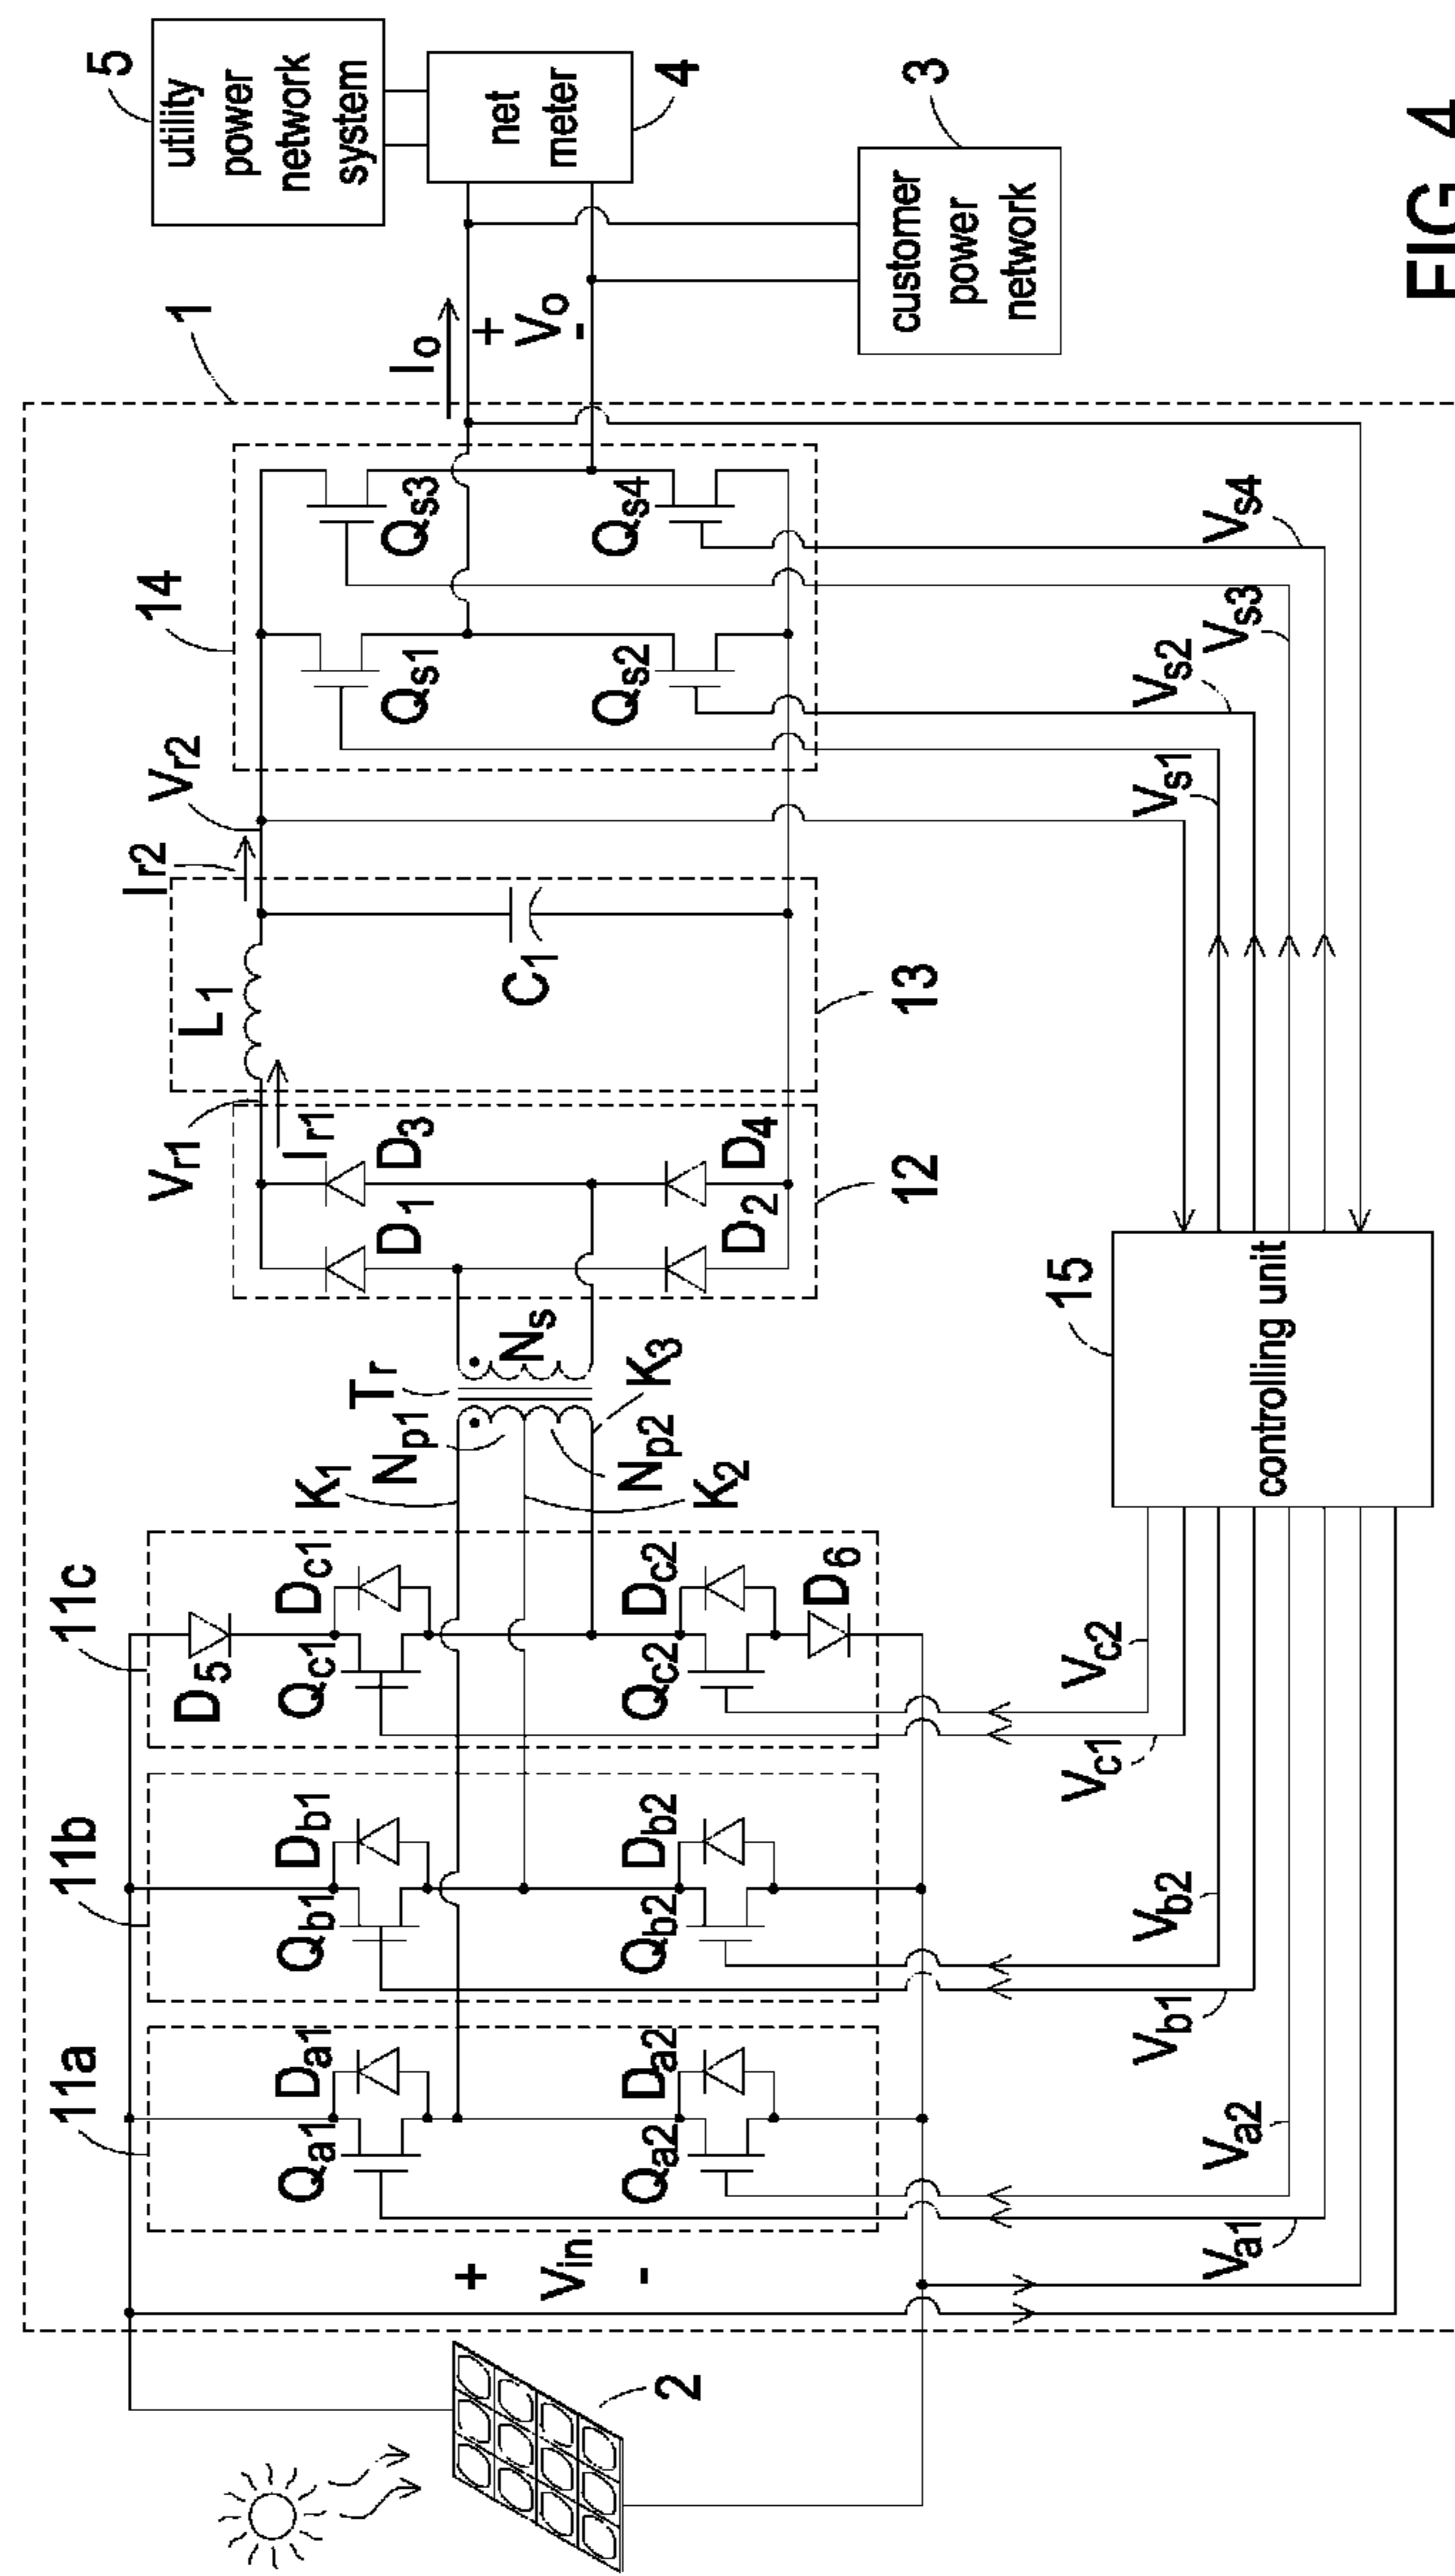 5
utility
power
network
system
net
meter
4
customer
power
network
3
1
Io
+
Vo
-
14
Qs1
Qs2
Qs3
Qs4
Vs1
Vs2
Vs3
Vs4
Vr2
Ir2
L1
C1
13
Vr1
Ir1
D1
D2
D3
D4
12
Tr
Ns
Np1
Np2
K1
K2
K3
11c
D5
Qc1
Dc1
Qc2
Dc2
D6
Vc1
Vc2
11b
Qb1
Db1
Qb2
Db2
Vb1
Vb2
11a
Qa1
Da1
Qa2
Da2
Va1
Va2
+
Vin
-
2
15
controlling unit
FIG 4